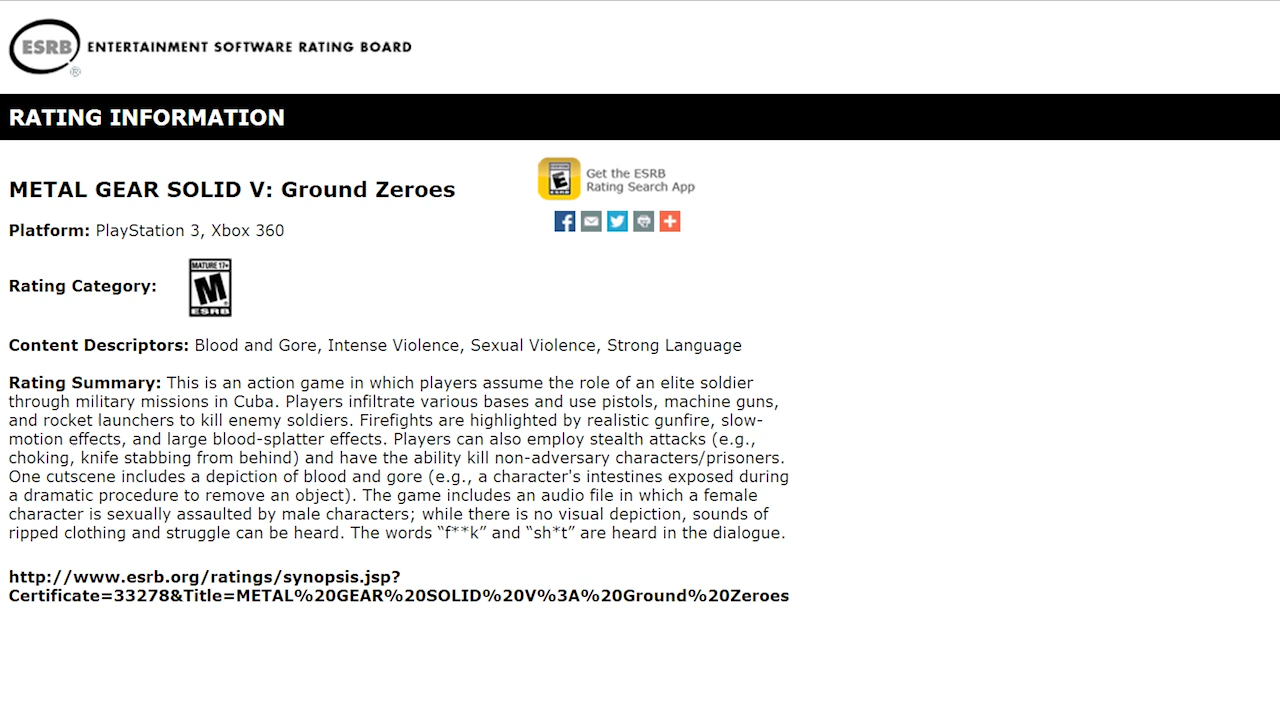 ESRB ENTERTAINMENT SOFTWARE RATING BOARD
®
RATING INFORMATION
METAL GEAR SOLID V: Ground Zeroes
Get the ESRB
Rating Search App
Platform: PlayStation 3, Xbox 360
Rating Category:
MATURE 17+
M
ESRB
Content Descriptors: Blood and Gore, Intense Violence, Sexual Violence, Strong Language
Rating Summary: This is an action game in which players assume the role of an elite soldier
through military missions in Cuba. Players infiltrate various bases and use pistols, machine guns,
and rocket launchers to kill enemy soldiers. Firefights are highlighted by realistic gunfire, slow-
motion effects, and large blood-splatter effects. Players can also employ stealth attacks (e.g.,
choking, knife stabbing from behind) and have the ability kill non-adversary characters/prisoners.
One cutscene includes a depiction of blood and gore (e.g., a character's intestines exposed during
a dramatic procedure to remove an object). The game includes an audio file in which a female
character is sexually assaulted by male characters; while there is no visual depiction, sounds of
ripped clothing and struggle can be heard. The words “f**k” and “sh*t” are heard in the dialogue.
http://www.esrb.org/ratings/synopsis.jsp?
Certificate=33278&Title=METAL%20GEAR%20SOLID%20V%3A%20Ground%20Zeroes